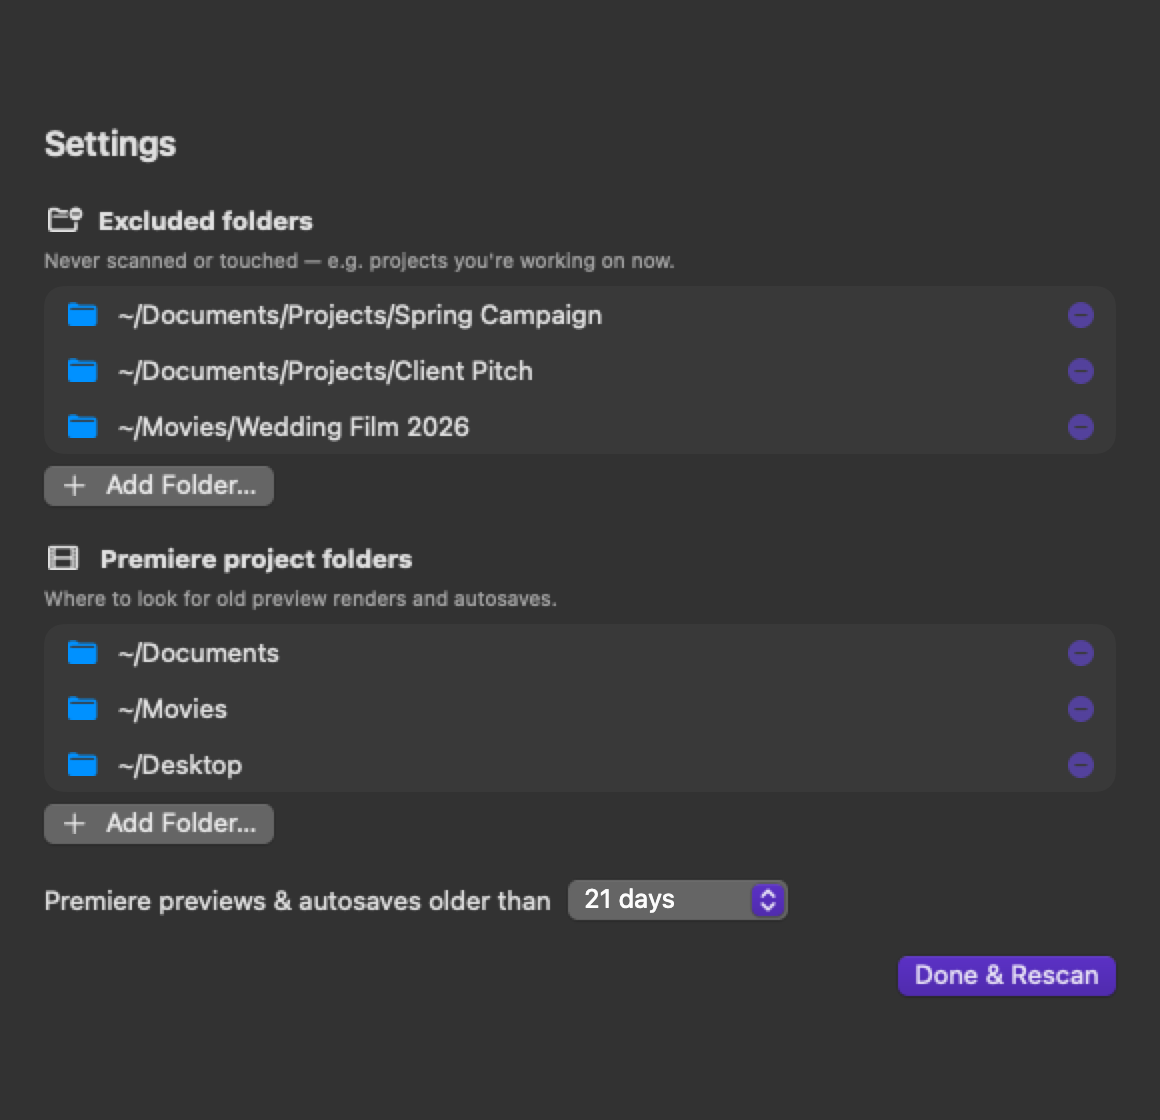 Settings
Excluded folders
Never scanned or touched — e.g. projects you're working on now.
~/Documents/Projects/Spring Campaign
~/Documents/Projects/Client Pitch
~/Movies/Wedding Film 2026
Add Folder...
Premiere project folders
Where to look for old preview renders and autosaves.
~/Documents
~/Movies
~/Desktop
Add Folder...
Premiere previews & autosaves older than 21 days
Done & Rescan